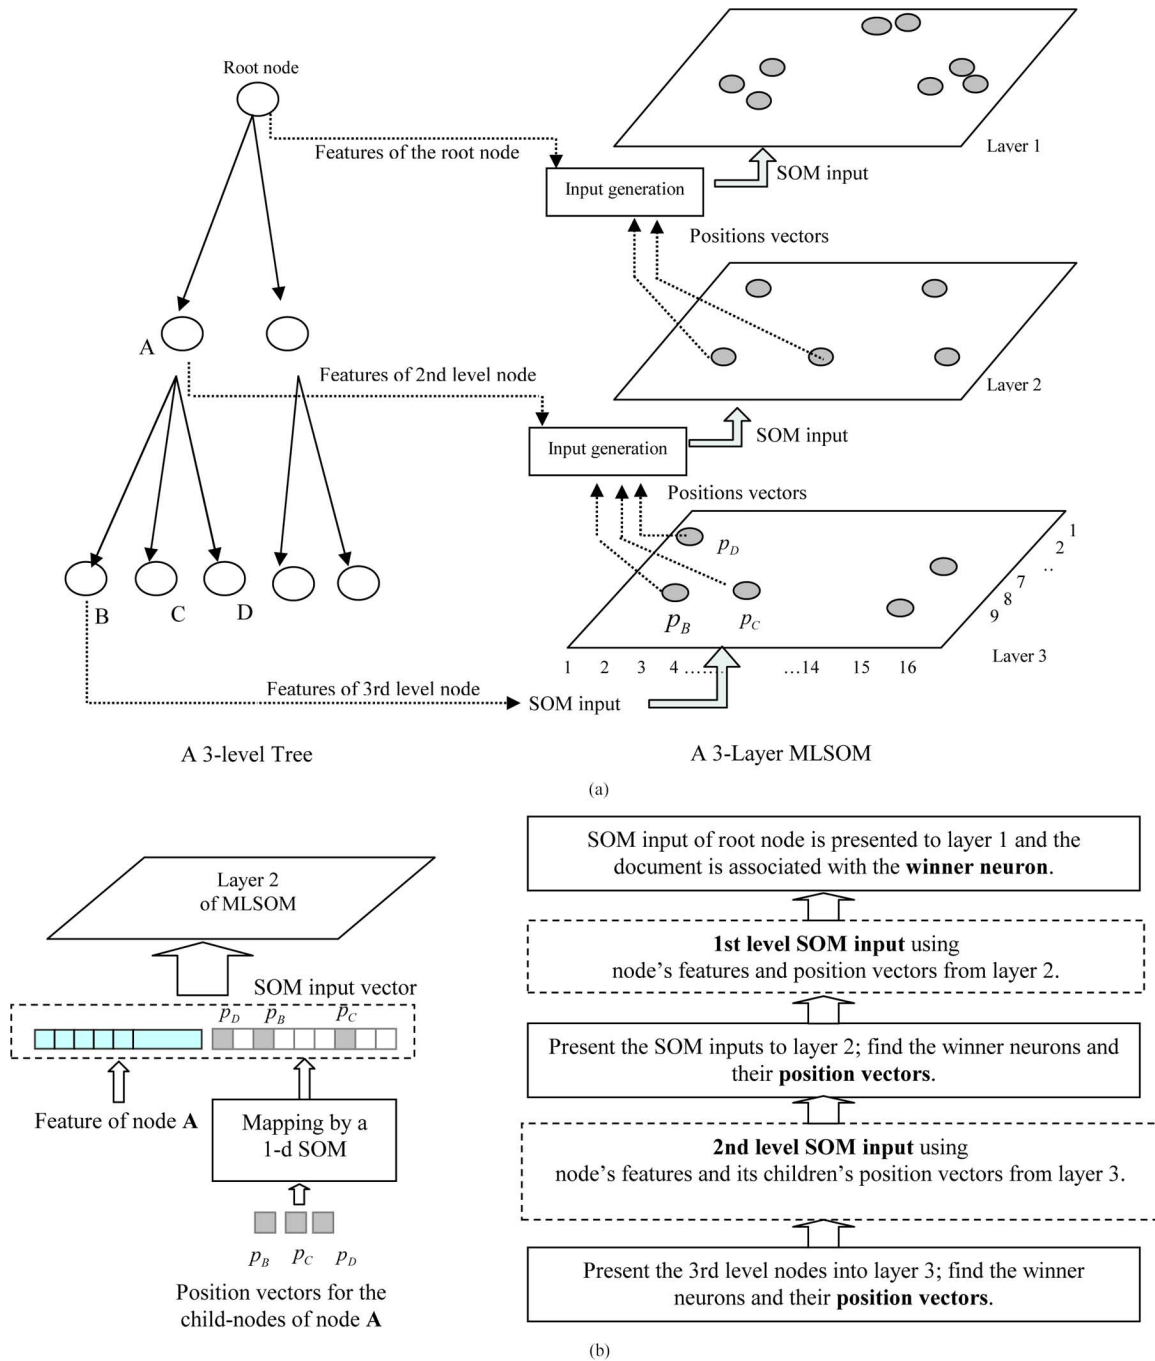 Root node
Features of the root node
Input generation
SOM input
Layer 1
Positions vectors
A
Features of 2nd level node
Input generation
SOM input
Layer 2
Positions vectors
p_D
p_B
p_C
1
2
..
7
8
9
B
C
D
1 2 3 4 ........ ...14 15 16
Layer 3
Features of 3rd level node
SOM input
A 3-level Tree
A 3-Layer MLSOM
(a)
Layer 2
of MLSOM
SOM input vector
p_D p_B p_C
Feature of node A
Mapping by a
1-d SOM
p_B p_C p_D
Position vectors for the
child-nodes of node A
SOM input of root node is presented to layer 1 and the
document is associated with the winner neuron.
1st level SOM input using
node's features and position vectors from layer 2.
Present the SOM inputs to layer 2; find the winner neurons and
their position vectors.
2nd level SOM input using
node's features and its children's position vectors from layer 3.
Present the 3rd level nodes into layer 3; find the winner
neurons and their position vectors.
(b)